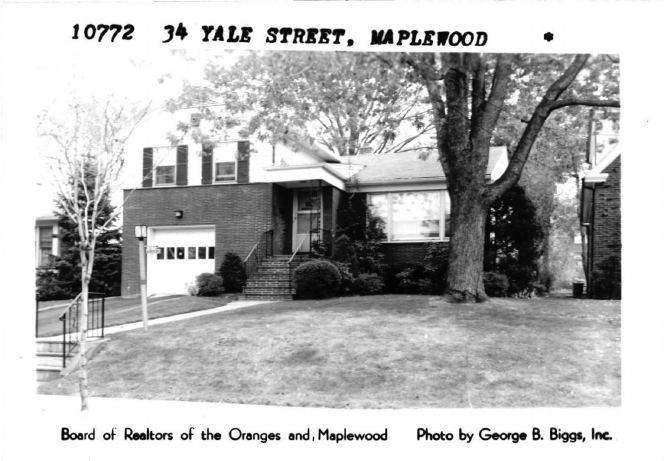 10772 34 YALE STREET, MAPLEWOOD *
Board of Realtors of the Oranges and, Maplewood Photo by George B. Biggs, Inc.